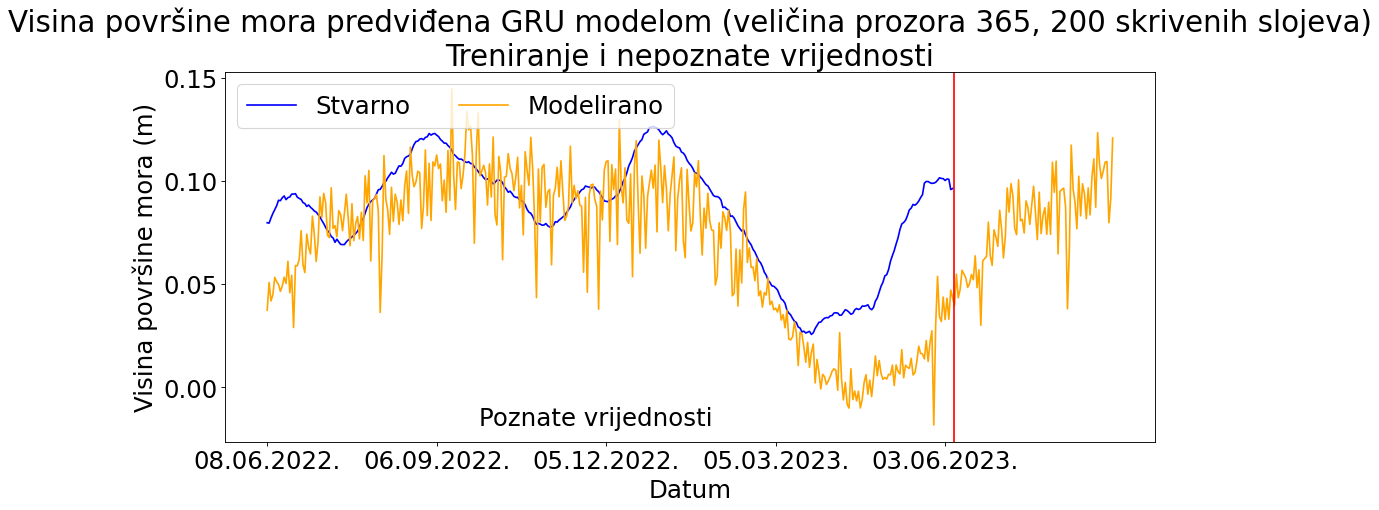 Visina površine mora predviđena GRU modelom (veličina prozora 365, 200 skrivenih slojeva)
Treniranje i nepoznate vrijednosti
Stvarno Modelirano
Visina površine mora (m)
0.15
0.10
0.05
0.00
Poznate vrijednosti
08.06.2022. 06.09.2022. 05.12.2022. 05.03.2023. 03.06.2023.
Datum